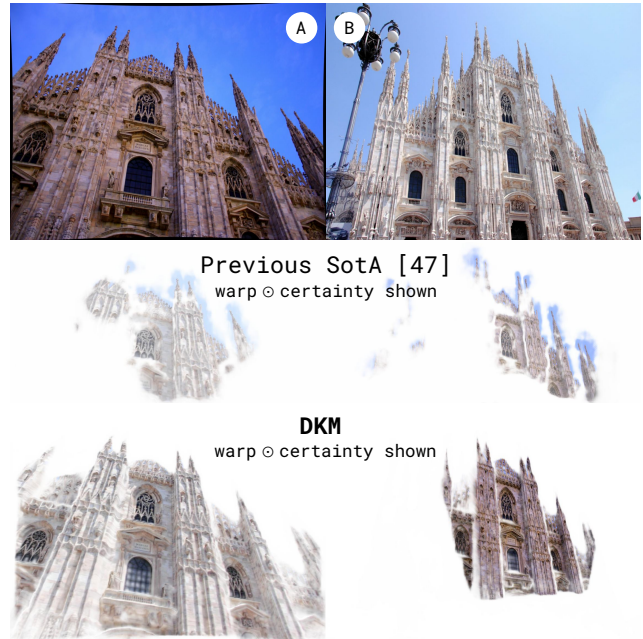 A
B
Previous SotA [47]
warp ⊙ certainty shown
DKM
warp ⊙ certainty shown